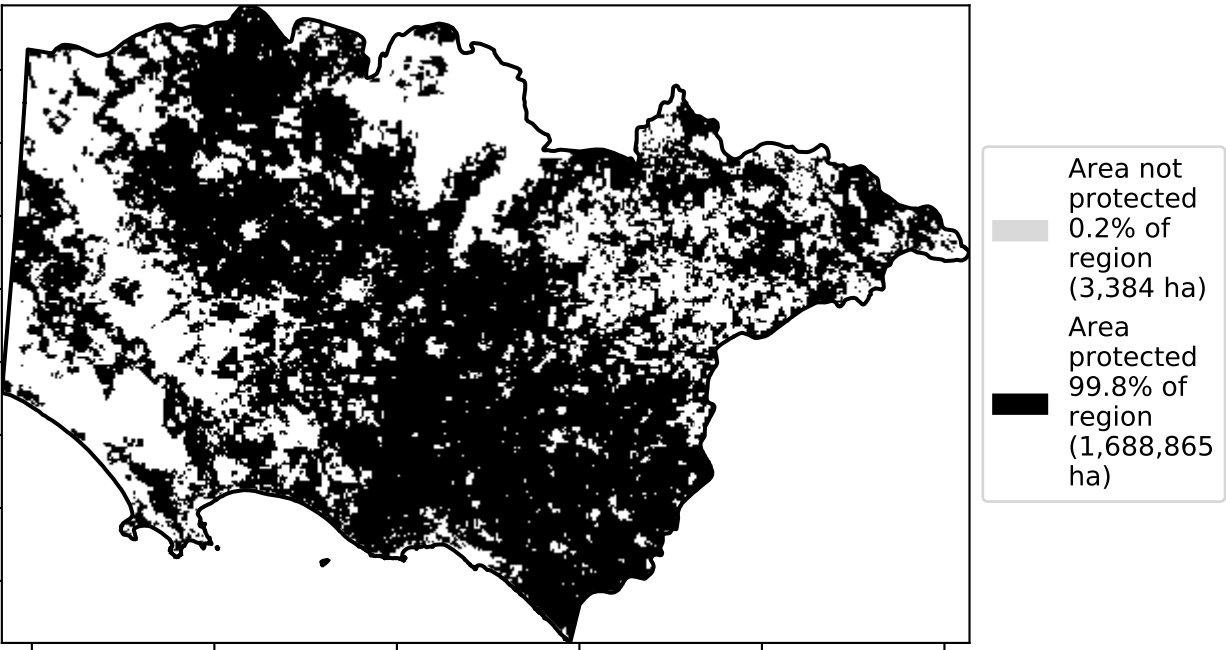 Area not
protected
0.2% of
region
(3,384 ha)
Area
protected
99.8% of
region
(1,688,865
ha)